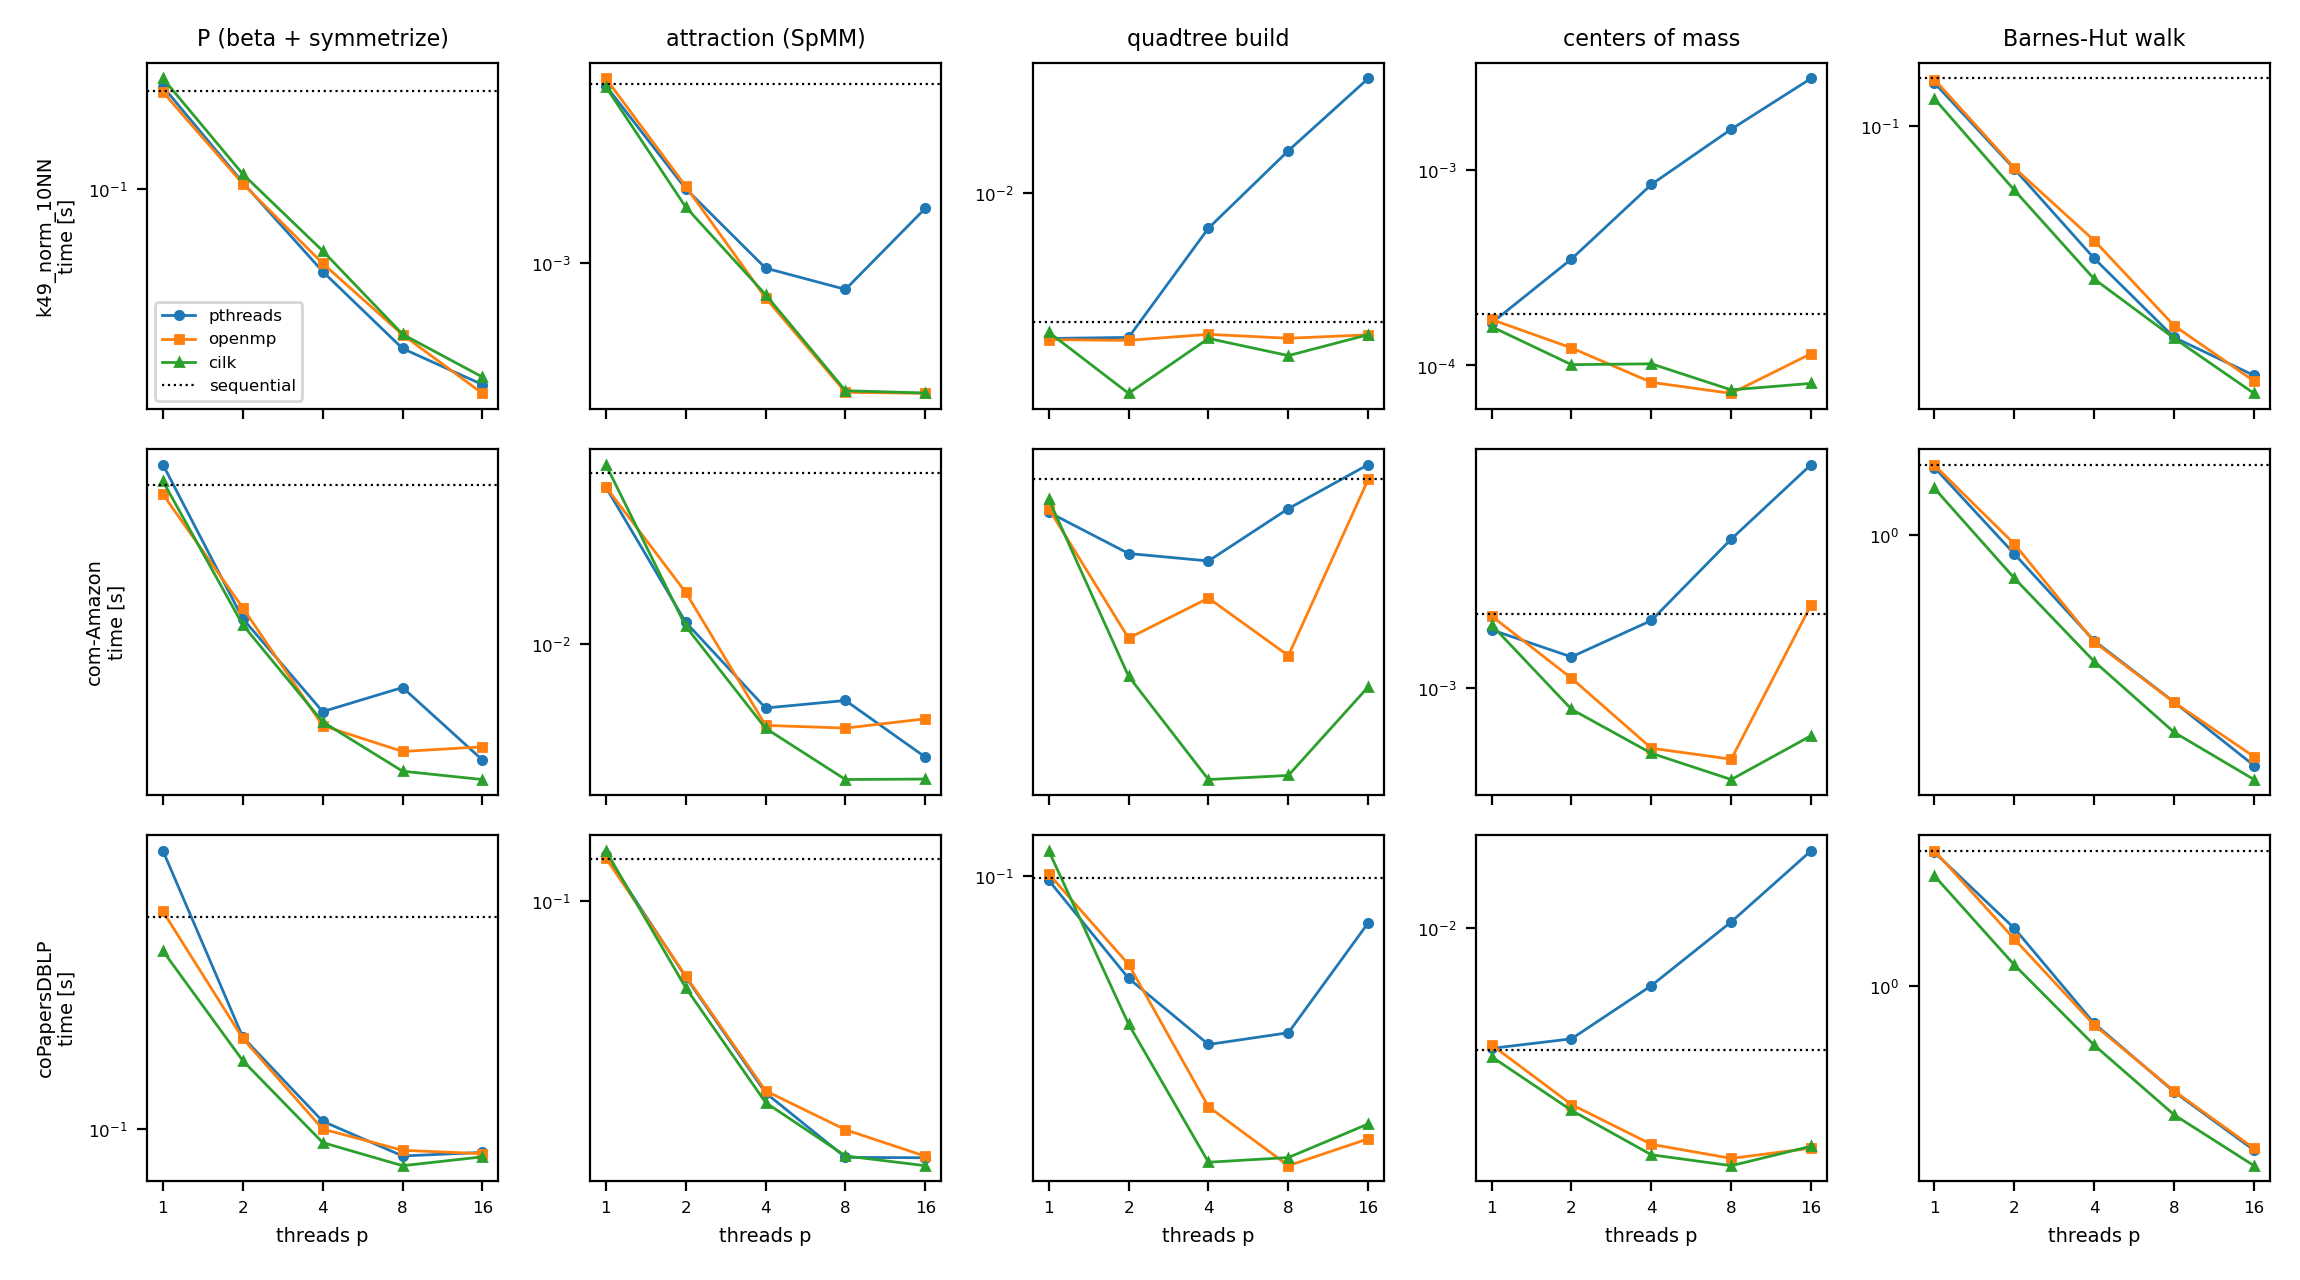 P (beta + symmetrize)
attraction (SpMM)
quadtree build
centers of mass
Barnes-Hut walk
k49_norm_10NN
time [s]
10⁻¹
10⁻³
10⁻²
10⁻³
10⁻⁴
10⁻¹
pthreads
openmp
cilk
sequential
com-Amazon
time [s]
10⁻²
10⁻³
10⁰
coPapersDBLP
time [s]
10⁻¹
10⁻¹
10⁻¹
10⁻²
10⁰
1 2 4 8 16
1 2 4 8 16
1 2 4 8 16
1 2 4 8 16
1 2 4 8 16
threads p
threads p
threads p
threads p
threads p